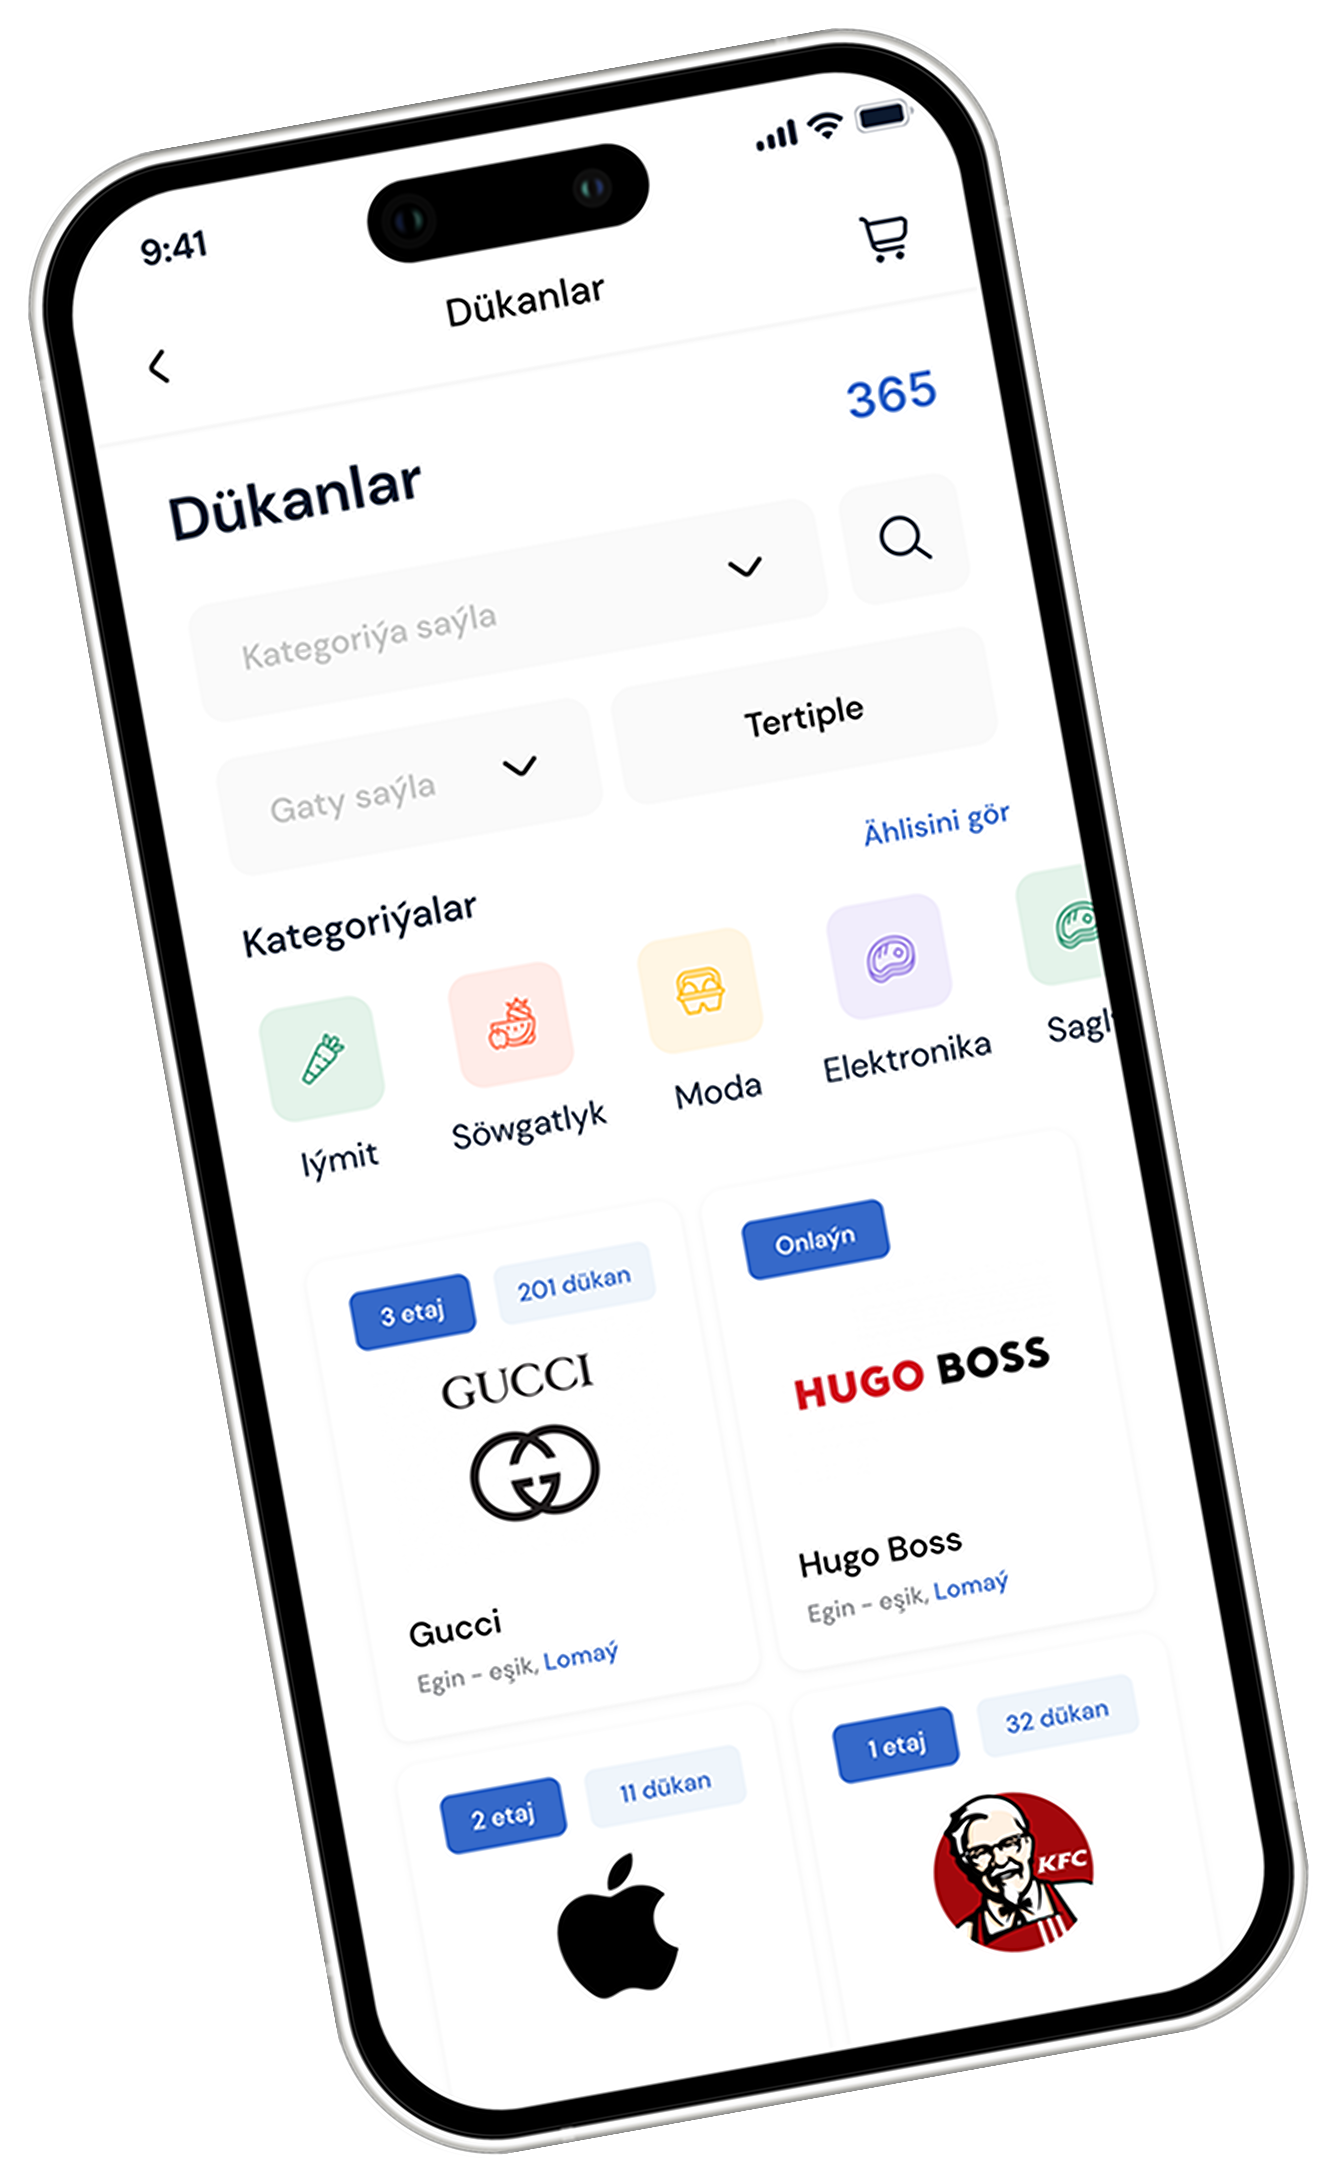 9:41
Dükanlar
365
Dükanlar
Kategoriýa saýla
Gaty saýla
Tertiple
Ählisini gör
Kategoriýalar
Iýmit
Söwgatlyk
Moda
Elektronika
Sagl
3 etaj
201 dükan
GUCCI
Gucci
Egin - eşik, Lomaý
Onlaýn
HUGO BOSS
Hugo Boss
Egin - eşik, Lomaý
2 etaj
11 dükan
1 etaj
32 dükan
KFC